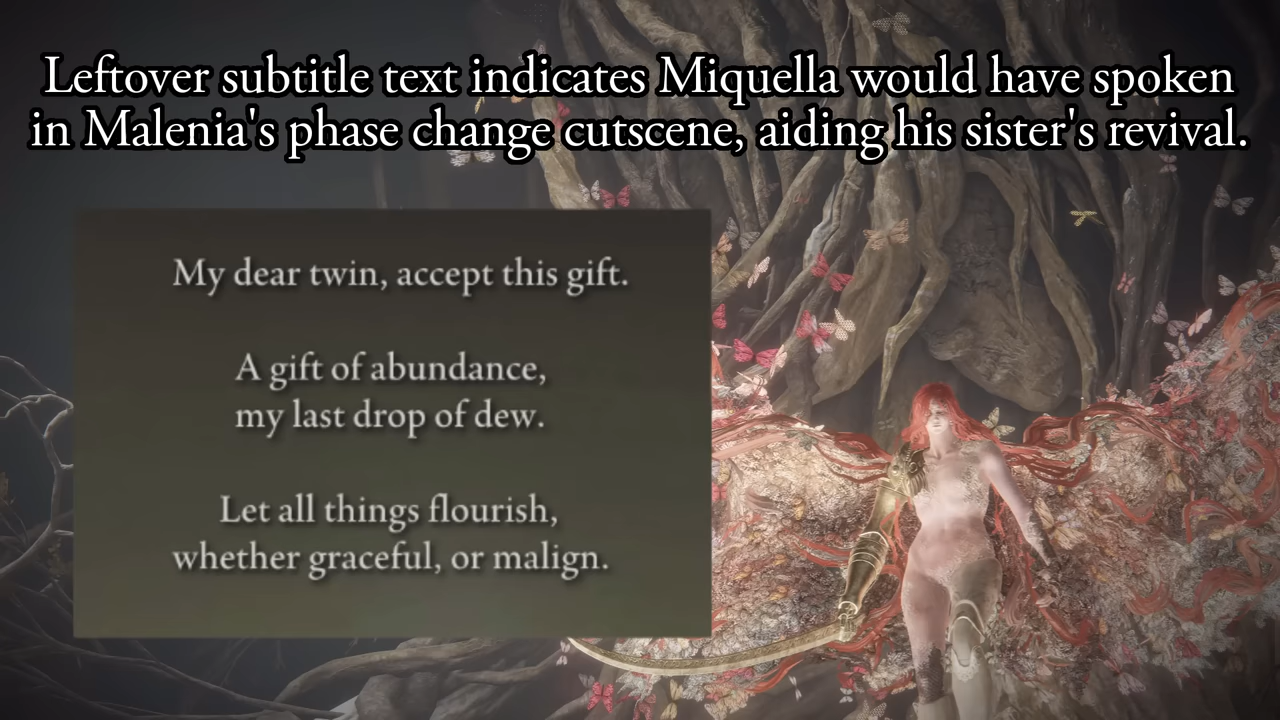 Leftover subtitle text indicates Miquella would have spoken
in Malenia's phase change cutscene, aiding his sister's revival.
My dear twin, accept this gift.
A gift of abundance,
my last drop of dew.
Let all things flourish,
whether graceful, or malign.